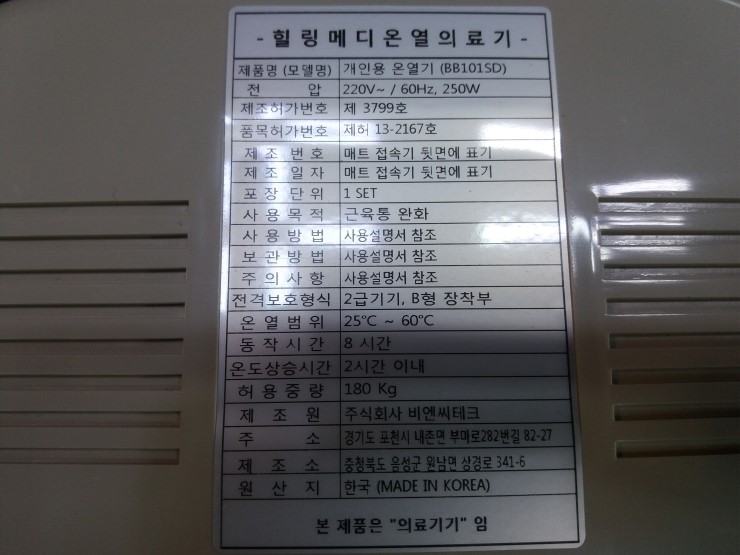 - 힐링메디온열의료기 -
제품명 (모델명) 개인용 온열기 (BB101SD)
전 압 220V~ / 60Hz, 250W
제조허가번호 제 3799호
품목허가번호 제허 13-2167호
제 조 번 호 매트 접속기 뒷면에 표기
제 조 일 자 매트 접속기 뒷면에 표기
포 장 단 위 1 SET
사 용 목 적 근육통 완화
사 용 방 법 사용설명서 참조
보 관 방 법 사용설명서 참조
주 의 사 항 사용설명서 참조
전격보호형식 2급기기, B형 장착부
온 열 범 위 25℃ ~ 60℃
동 작 시 간 8 시간
온도상승시간 2시간 이내
허 용 중 량 180 Kg
제 조 원 주식회사 비엔씨테크
주 소 경기도 포천시 내촌면 부마로282번길 82-27
제 조 소 충청북도 음성군 원남면 상경로 341-6
원 산 지 한국 (MADE IN KOREA)
본 제품은 "의료기기" 임